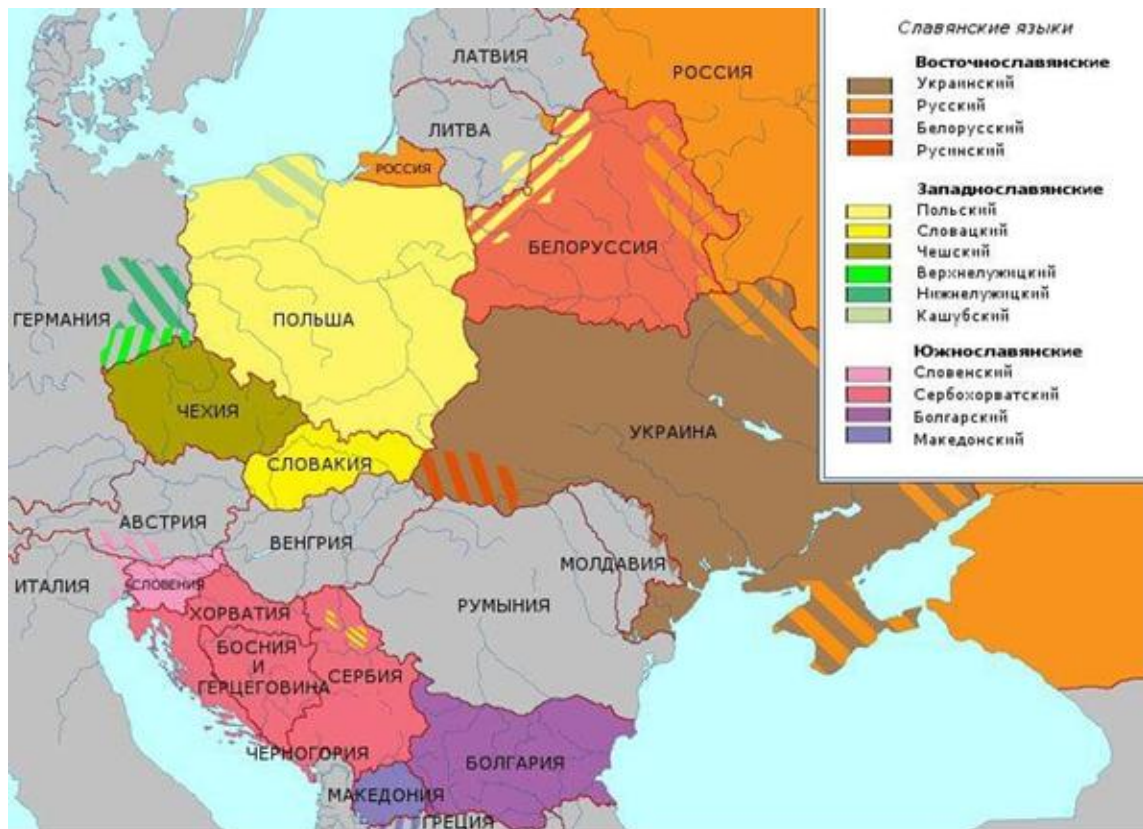 Славянские языки
Восточнославянские
Украинский
Русский
Белорусский
Русинский
Западнославянские
Польский
Словацкий
Чешский
Верхнелужицкий
Нижнелужицкий
Кашубский
Южнославянские
Словенский
Сербохорватский
Болгарский
Македонский
ЛАТВИЯ
РОССИЯ
ЛИТВА
РОССИЯ
БЕЛОРУССИЯ
ГЕРМАНИЯ
ПОЛЬША
ЧЕХИЯ
УКРАИНА
СЛОВАКИЯ
АВСТРИЯ
ВЕНГРИЯ
МОЛДАВИЯ
ИТАЛИЯ
СЛОВЕНИЯ
РУМЫНИЯ
ХОРВАТИЯ
БОСНИЯ
И
ГЕРЦЕГОВИНА
СЕРБИЯ
ЧЕРНОГОРИЯ
БОЛГАРИЯ
МАКЕДОНИЯ
ГРЕЦИЯ